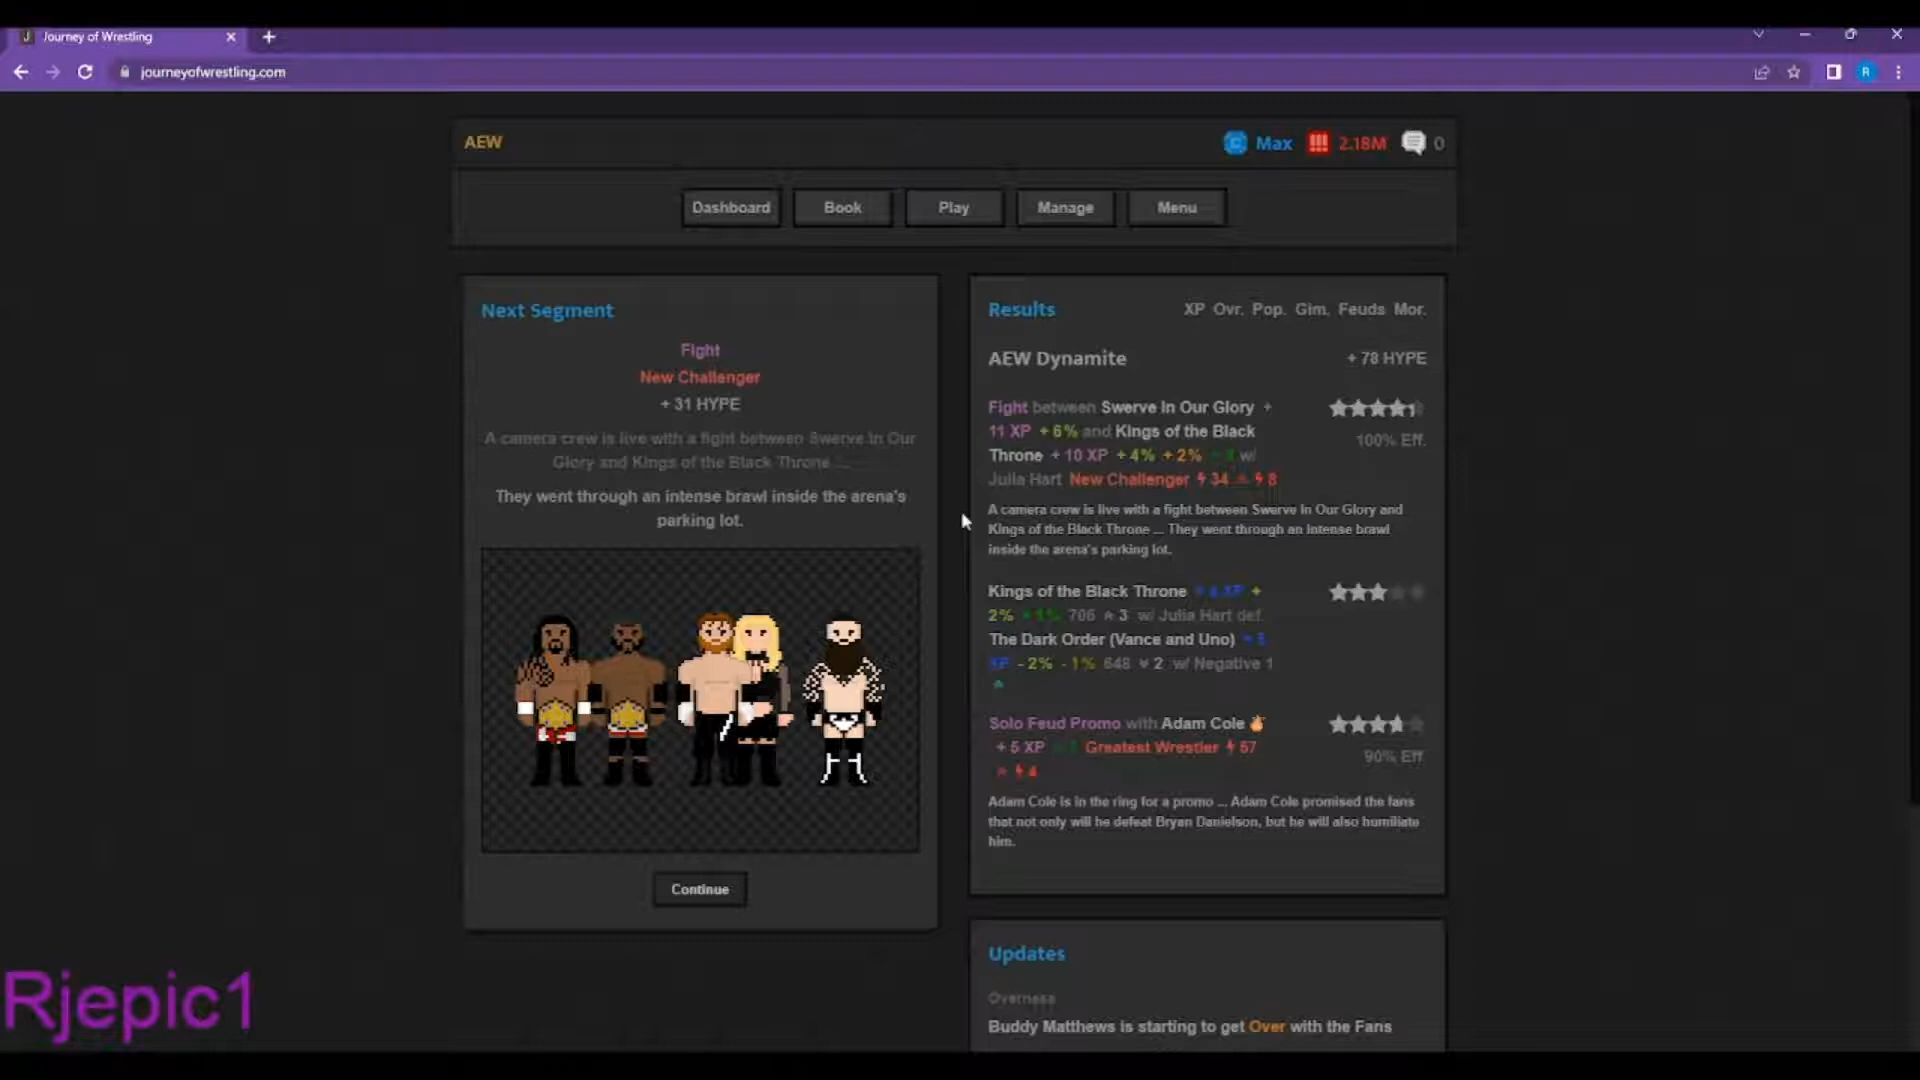 Journey of Wrestling
journeyofwrestling.com
AEW
Max 2.18M 0
Dashboard Book Play Manage Menu
Next Segment
Fight
New Challenger
+ 31 HYPE
A camera crew is live with a fight between Swerve In Our
Glory and Kings of the Black Throne ...
They went through an intense brawl inside the arena's
parking lot.
Continue
Results XP Ovr. Pop. Gim. Feuds Mor.
AEW Dynamite + 78 HYPE
Fight between Swerve In Our Glory +
11 XP + 6% and Kings of the Black
100% Eff.
Throne + 10 XP + 4% + 2% w/
Julia Hart New Challenger 34 8
A camera crew is live with a fight between Swerve In Our Glory and
Kings of the Black Throne ... They went through an intense brawl
inside the arena's parking lot.
Kings of the Black Throne XP +
2% + 1% 706 3 w/ Julia Hart def.
The Dark Order (Vance and Uno)
XP - 2% - 1% 648 2 w/ Negative 1
Solo Feud Promo with Adam Cole
+ 5 XP Greatest Wrestler 57
90% Eff.
4
Adam Cole is in the ring for a promo ... Adam Cole promised the fans
that not only will he defeat Bryan Danielson, but he will also humiliate
him.
Updates
Overness
Buddy Matthews is starting to get Over with the Fans
Rjepic1